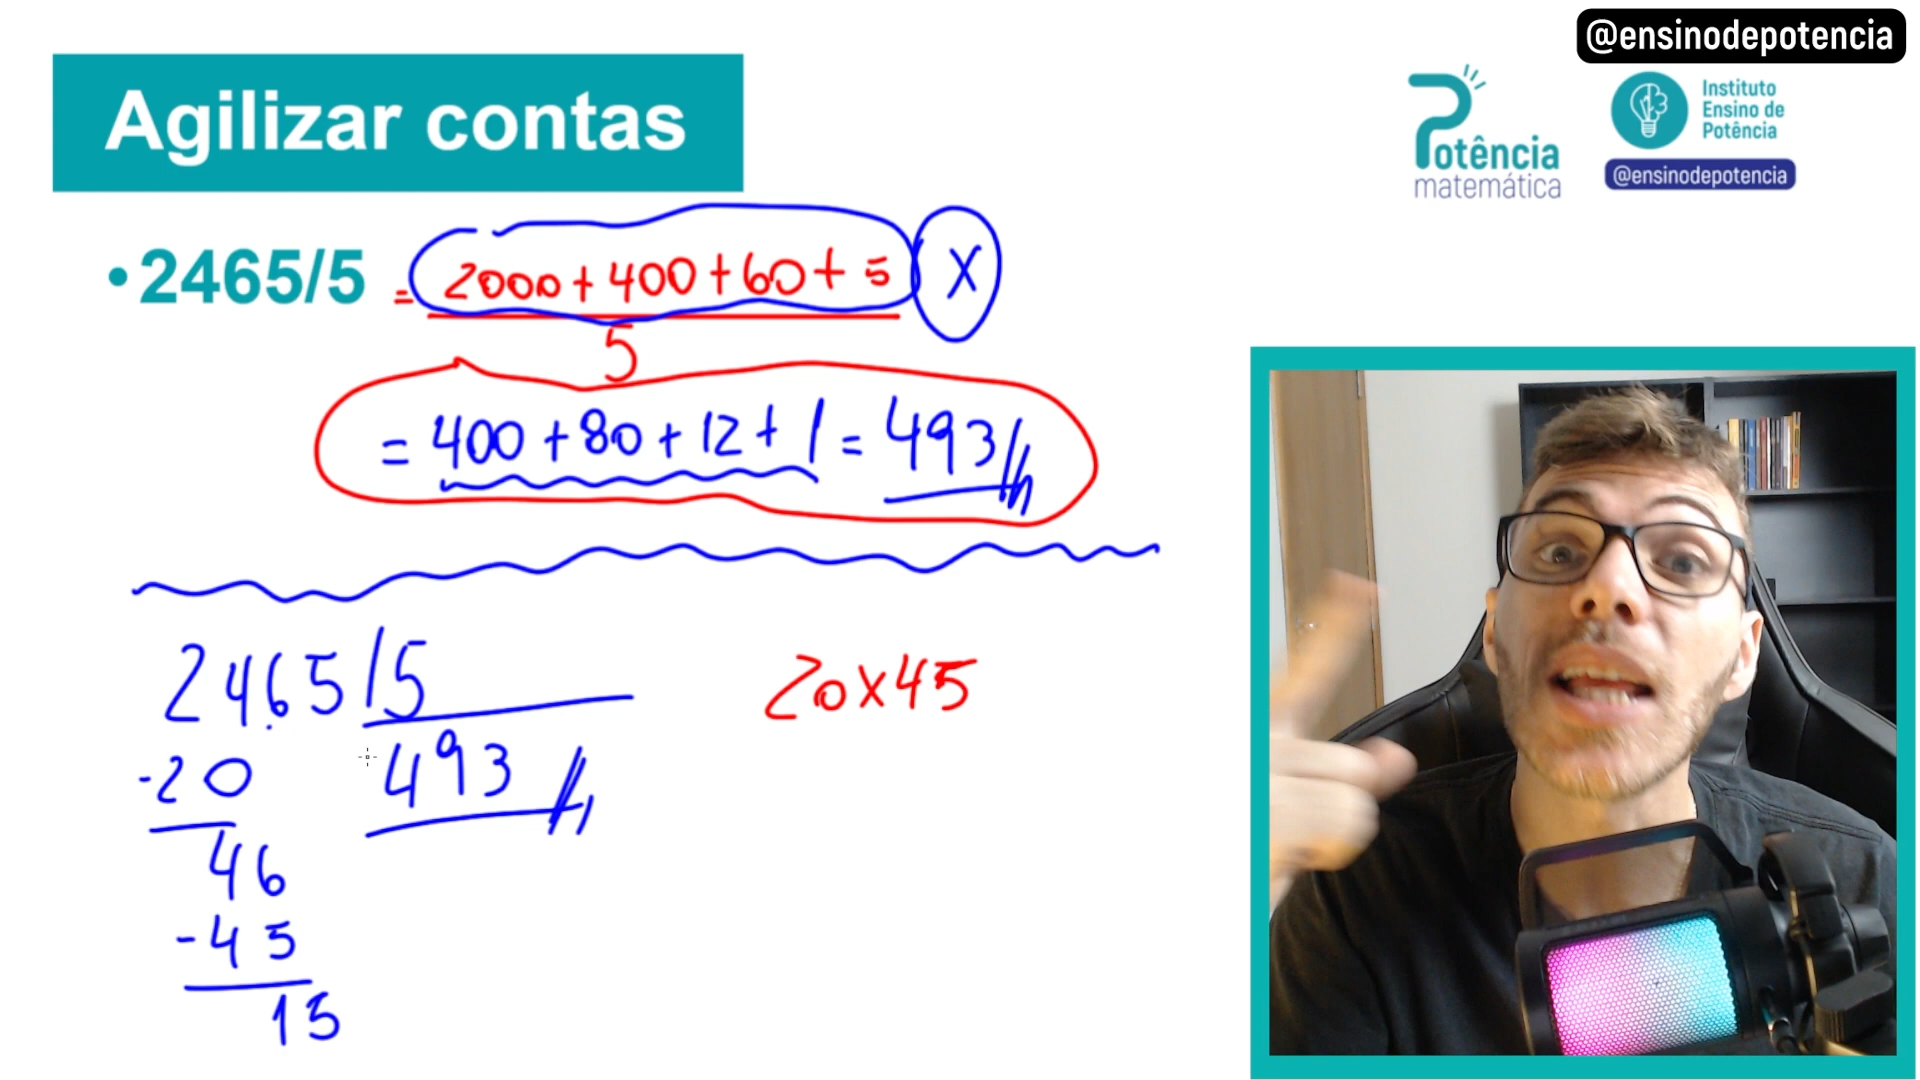 @ensinodepotencia
Agilizar contas
Potência
matemática
Instituto
Ensino de
Potência
@ensinodepotencia
•2465/5 = 2000+400+60+5 X
5
= 400+80+12+1 = 493
2465 5
493
-20
46
-45
15
20x45